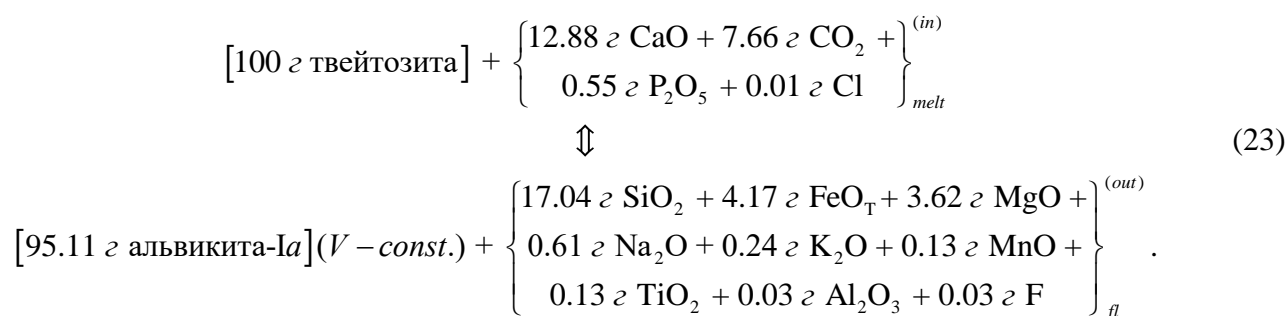 [100 г твейтозита] + {12.88 г CaO + 7.66 г CO₂ + 0.55 г P₂O₅ + 0.01 г Cl}ₘₑₗₜ⁽ⁱⁿ⁾
⇕
(23)
[95.11 г альвикита-Iа](V – const.) + {17.04 г SiO₂ + 4.17 г FeO_T + 3.62 г MgO + 0.61 г Na₂O + 0.24 г K₂O + 0.13 г MnO + 0.13 г TiO₂ + 0.03 г Al₂O₃ + 0.03 г F}_fl^(out) .